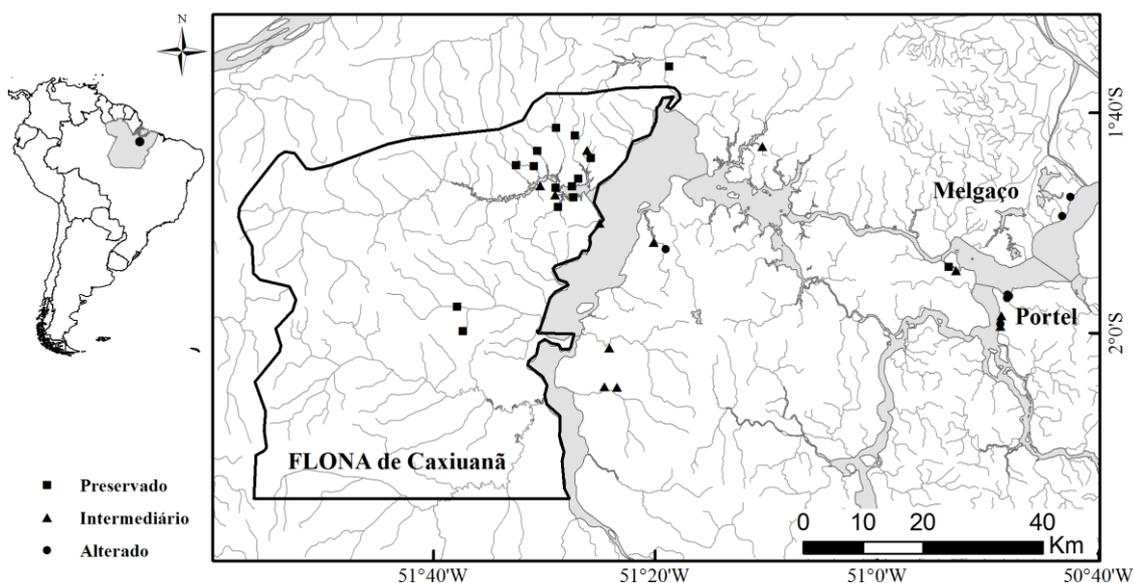 N
1°40'S
Melgaço
Portel
2°0'S
FLONA de Caxiuanã
Preservado
Intermediário
Alterado
0 10 20 40
Km
51°40'W 51°20'W 51°0'W 50°40'W